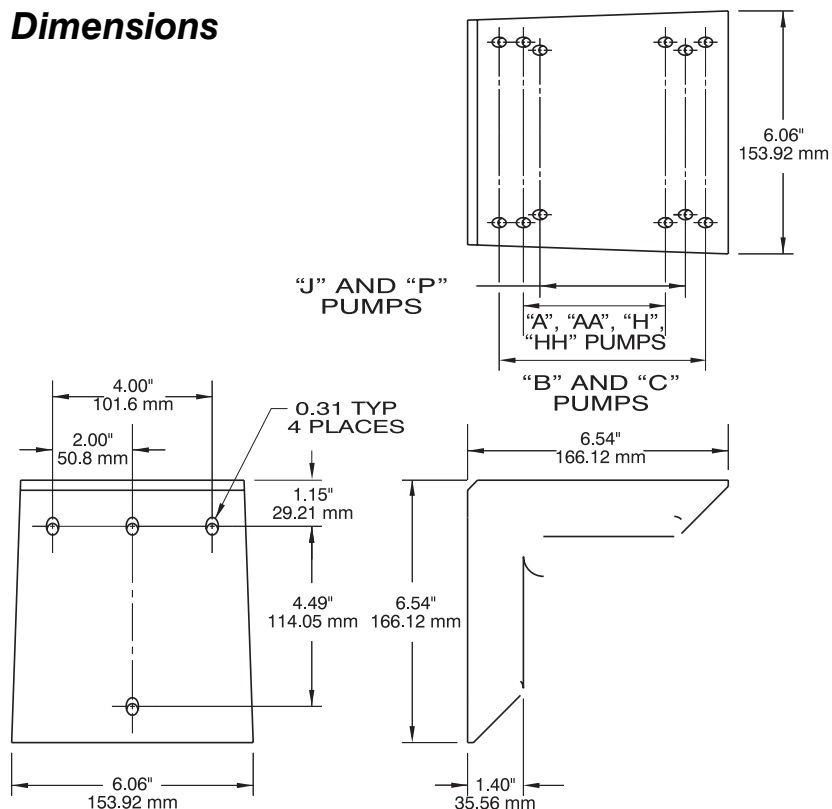 Dimensions
6.06"
153.92 mm
“J” AND “P”
PUMPS
“A”, “AA”, “H”,
“HH” PUMPS
“B” AND “C”
PUMPS
4.00"
101.6 mm
0.31 TYP
4 PLACES
2.00"
50.8 mm
1.15"
29.21 mm
4.49"
114.05 mm
6.06"
153.92 mm
6.54"
166.12 mm
6.54"
166.12 mm
1.40"
35.56 mm